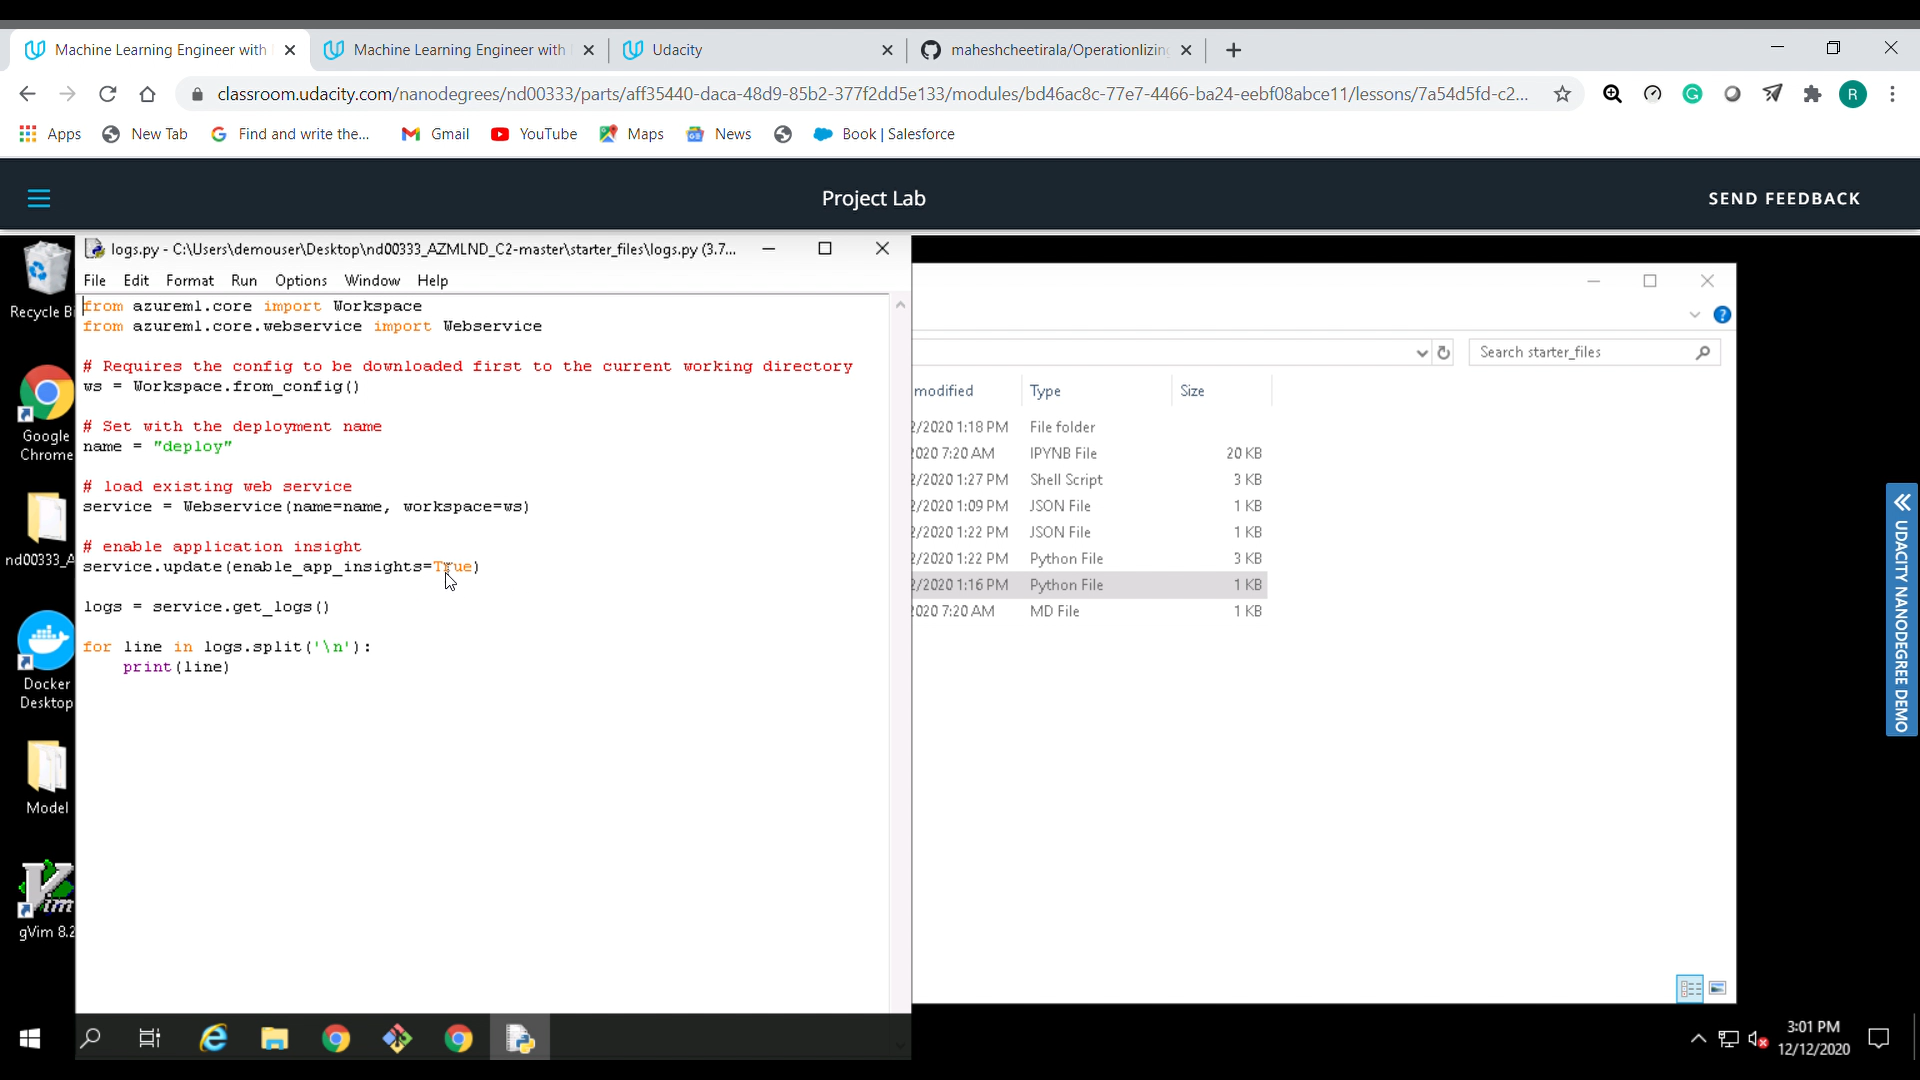 Machine Learning Engineer with
Machine Learning Engineer with
Udacity
maheshcheetirala/Operationlizing
classroom.udacity.com/nanodegrees/nd00333/parts/aff35440-daca-48d9-85b2-377f2dd5e133/modules/bd46ac8c-77e7-4466-ba24-eebf08abce11/lessons/7a54d5fd-c2...
R
Apps
New Tab
Find and write the...
Gmail
YouTube
Maps
News
Book | Salesforce
Project Lab
SEND FEEDBACK
logs.py - C:\Users\demouser\Desktop\nd00333_AZMLND_C2-master\starter_files\logs.py (3.7...
File Edit Format Run Options Window Help
from azureml.core import Workspace
from azureml.core.webservice import Webservice
# Requires the config to be downloaded first to the current working directory
ws = Workspace.from_config()
# Set with the deployment name
name = "deploy"
# load existing web service
service = Webservice(name=name, workspace=ws)
# enable application insight
service.update(enable_app_insights=True)
logs = service.get_logs()
for line in logs.split('\n'):
print(line)
Recycle Bi
Google
Chrome
nd00333_A
Docker
Desktop
Model
gVim 8.2
Search starter_files
modified Type Size
2/2020 1:18 PM File folder
2020 7:20 AM IPYNB File 20 KB
2/2020 1:27 PM Shell Script 3 KB
2/2020 1:09 PM JSON File 1 KB
2/2020 1:22 PM JSON File 1 KB
2/2020 1:22 PM Python File 3 KB
2/2020 1:16 PM Python File 1 KB
2020 7:20 AM MD File 1 KB
UDACITY NANODEGREE DEMO
3:01 PM
12/12/2020